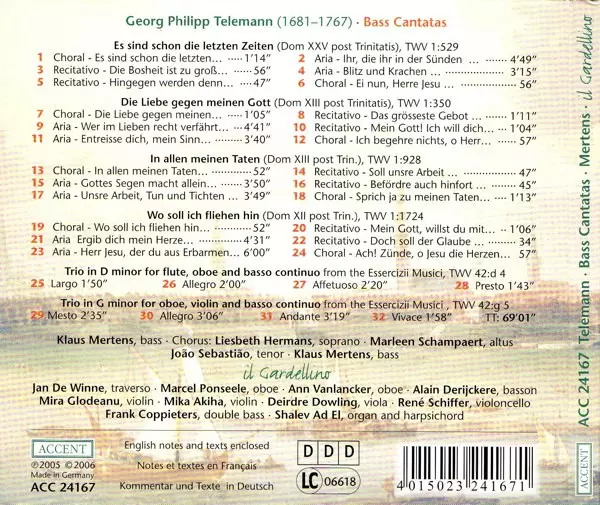 Georg Philipp Telemann (1681–1767) · Bass Cantatas
Es sind schon die letzten Zeiten (Dom XXV post Trinitatis), TWV 1:529
1 Choral - Es sind schon die letzten... ...... 1’14”
2 Aria - Ihr, die ihr in der Sünden .... 4’49”
3 Recitativo - Die Bosheit ist zu groß... ...... 56”
4 Aria - Blitz und Krachen ... ............. 3’15”
5 Recitativo - Hingegen werden denn... ..... 47”
6 Choral - Ei nun, Herre Jesu ... .......... 56”
Die Liebe gegen meinen Gott (Dom XIII post Trinitatis), TWV 1:350
7 Choral - Die Liebe gegen meinen... ..... 1’05”
8 Recitativo - Das grösseste Gebot ... .... 1’11”
9 Aria - Wer im Lieben recht verfährt... .. 4’41”
10 Recitativo - Mein Gott! Ich will dich... 1’04”
11 Aria - Entreisse dich, mein Sinn... ........ 3’40”
12 Choral - Ich begehre nichts, o Herr... .. 57”
In allen meinen Taten (Dom XIII post Trin.), TWV 1:928
13 Choral - In allen meinen Taten... ............ 52”
14 Recitativo - Soll unsre Arbeit ... .......... 47”
15 Aria - Gottes Segen macht allein... ....... 3’50”
16 Recitativo - Befördre auch hinfort ... .... 45”
17 Aria - Unsre Arbeit, Tun und Tichten .. 3’49”
18 Choral - Sprich ja zu meinen Taten... 1’13”
Wo soll ich fliehen hin (Dom XII post Trin.), TWV 1:1724
19 Choral - Wo soll ich fliehen hin... ........... 52”
20 Recitativo - Mein Gott, willst du mit... .. 1’06”
21 Aria Ergib dich mein Herze... ............. 4’31”
22 Recitativo - Doch soll der Glaube ... ...... 34”
23 Aria - Herr Jesu, der du aus Erbarmen... 6’00”
24 Choral - Ach! Zünde, o Jesu die Herzen... 57”
Trio in D minor for flute, oboe and basso continuo from the Essercizii Musici, TWV 42:d 4
25 Largo 1’50” 26 Allegro 2’00” 27 Affetuoso 2’20” 28 Presto 1’43”
Trio in G minor for oboe, violin and basso continuo from the Essercizii Musici , TWV 42:g 5
29 Mesto 2’35” 30 Allegro 3’06” 31 Andante 3’19” 32 Vivace 1’58” TT: 69’01”
Klaus Mertens, bass · Chorus: Liesbeth Hermans, soprano · Marleen Schampaert, altus
João Sebastião, tenor · Klaus Mertens, bass
il Gardellino
Jan De Winne, traverso · Marcel Ponseele, oboe · Ann Vanlancker, oboe · Alain Derijckere, basson
Mira Glodeanu, violin · Mika Akiha, violin · Deirdre Dowling, viola · René Schiffer, violoncello
Frank Coppieters, double bass · Shalev Ad El, organ and harpsichord
ACCENT
℗2005 ©2006
Made in Germany
ACC 24167
English notes and texts enclosed
Notes et textes en Français
Kommentar und Texte in Deutsch
D D D
LC 06618
4 015023 241671
ACC 24167 Telemann · Bass Cantatas · Mertens · il Gardellino
ACCENT